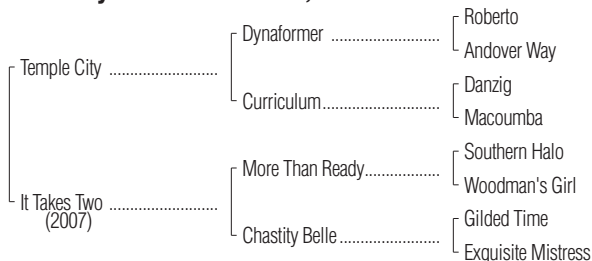 Roberto
Dynaformer ........................
Andover Way
Temple City ........................
Danzig
Curriculum..........................
Macoumba
Southern Halo
More Than Ready.................
Woodman's Girl
It Takes Two ........................
(2007)
Gilded Time
Chastity Belle ......................
Exquisite Mistress